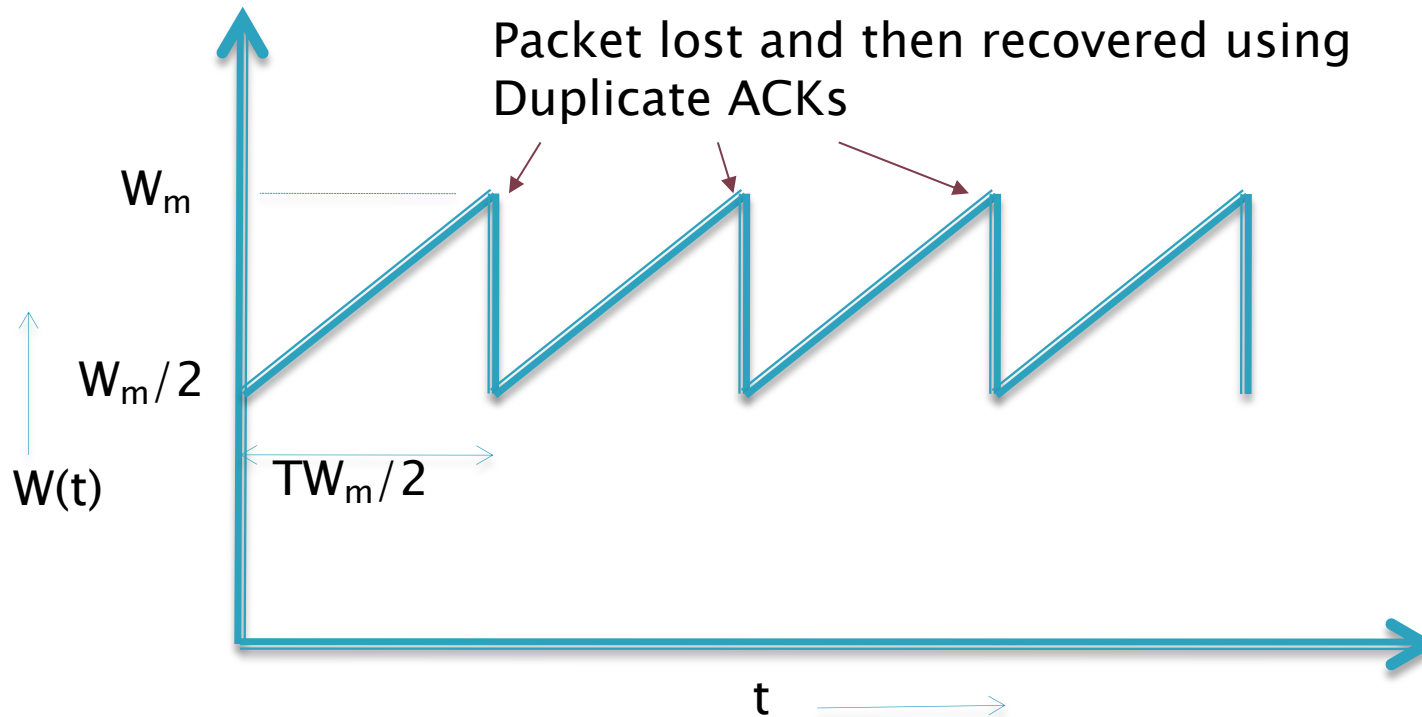 Packet lost and then recovered using
Duplicate ACKs
Wₘ
Wₘ/2
W(t)
TWₘ/2
t